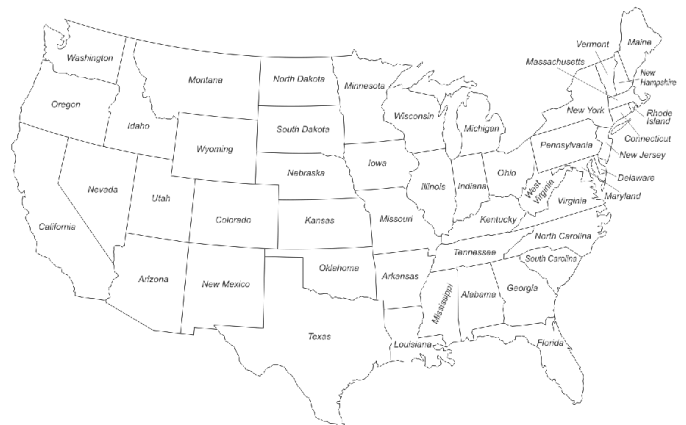 Washington
Oregon
California
Nevada
Idaho
Montana
Wyoming
Utah
Colorado
Arizona
New Mexico
North Dakota
South Dakota
Nebraska
Kansas
Oklahoma
Texas
Minnesota
Iowa
Missouri
Arkansas
Louisiana
Wisconsin
Illinois
Michigan
Indiana
Ohio
Kentucky
Tennessee
Mississippi
Alabama
Georgia
Florida
South Carolina
North Carolina
Virginia
West
Virginia
Pennsylvania
New York
Vermont
Massachusetts
Maine
New
Hampshire
Rhode
Island
Connecticut
New Jersey
Delaware
Maryland